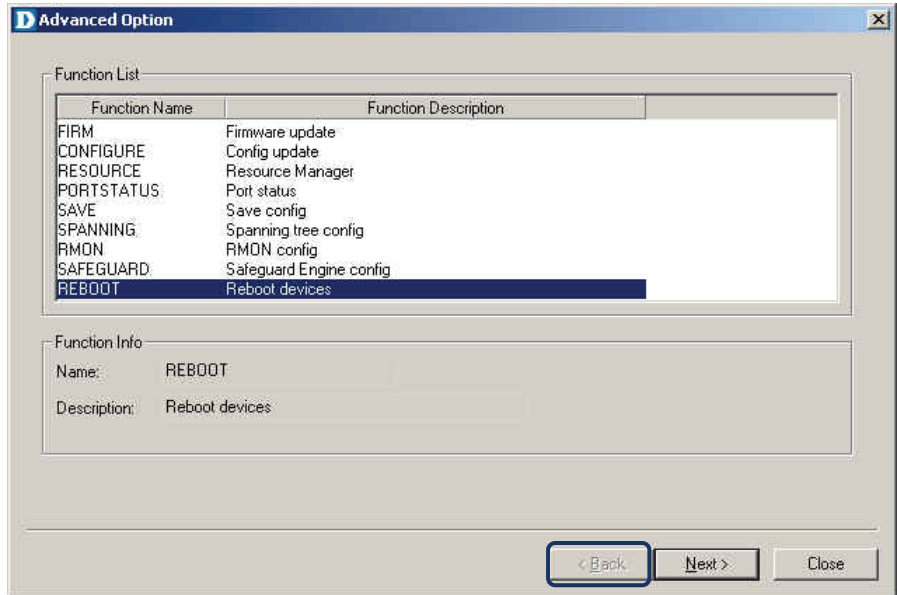 D Advanced Option
Function List
Function Name Function Description
FIRM Firmware update
CONFIGURE Config update
RESOURCE Resource Manager
PORTSTATUS Port status
SAVE Save config
SPANNING Spanning tree config
RMON RMON config
SAFEGUARD Safeguard Engine config
REBOOT Reboot devices
Function Info
Name: REBOOT
Description: Reboot devices
< Back Next > Close